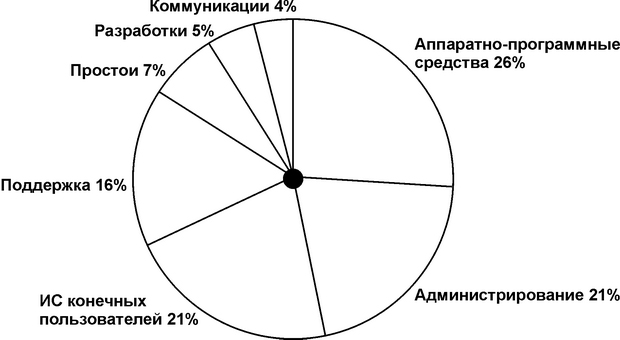 Коммуникации 4%
Разработки 5%
Простои 7%
Поддержка 16%
ИС конечных
пользователей 21%
Аппаратно-программные
средства 26%
Администрирование 21%